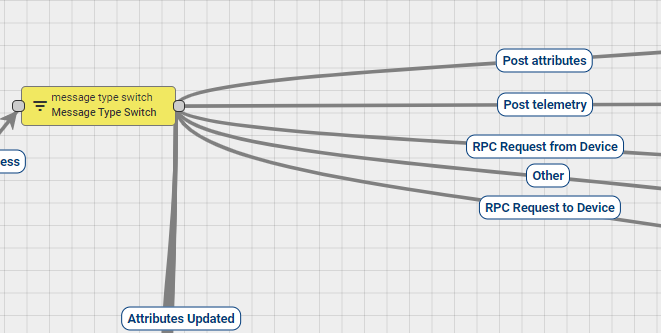 Post attributes
message type switch
Message Type Switch
Post telemetry
RPC Request from Device
ess
Other
RPC Request to Device
Attributes Updated